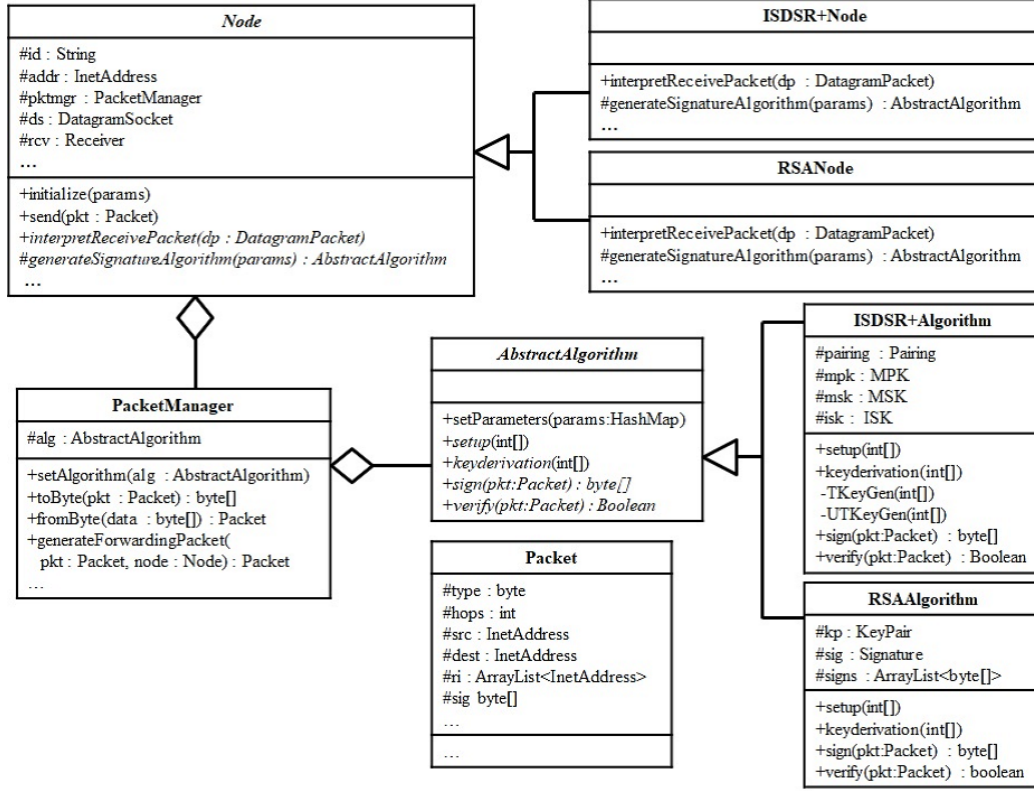 Node
#id : String
#addr : InetAddress
#pktmgr : PacketManager
#ds : DatagramSocket
#rcv : Receiver
...
+initialize(params)
+send(pkt : Packet)
+interpretReceivePacket(dp : DatagramPacket)
#generateSignatureAlgorithm(params) : AbstractAlgorithm
...
ISDSR+Node
+interpretReceivePacket(dp : DatagramPacket)
#generateSignatureAlgorithm(params) : AbstractAlgorithm
...
RSANode
+interpretReceivePacket(dp : DatagramPacket)
#generateSignatureAlgorithm(params) : AbstractAlgorithm
...
PacketManager
#alg : AbstractAlgorithm
+setAlgorithm(alg : AbstractAlgorithm)
+toByte(pkt : Packet) : byte[]
+fromByte(data : byte[]) : Packet
+generateForwardingPacket(
pkt : Packet, node : Node) : Packet
...
AbstractAlgorithm
+setParameters(params:HashMap)
+setup(int[])
+keyderivation(int[])
+sign(pkt:Packet) : byte[]
+verify(pkt:Packet) : Boolean
Packet
#type : byte
#hops : int
#src : InetAddress
#dest : InetAddress
#ri : ArrayList<InetAddress>
#sig byte[]
...
...
ISDSR+Algorithm
#pairing : Pairing
#mpk : MPK
#msk : MSK
#isk : ISK
+setup(int[])
+keyderivation(int[])
-TKeyGen(int[])
-UTKeyGen(int[])
+sign(pkt:Packet) : byte[]
+verify(pkt:Packet) : Boolean
RSAAlgorithm
#kp : KeyPair
#sig : Signature
#signs : ArrayList<byte[]>
+setup(int[])
+keyderivation(int[])
+sign(pkt:Packet) : byte[]
+verify(pkt:Packet) : boolean